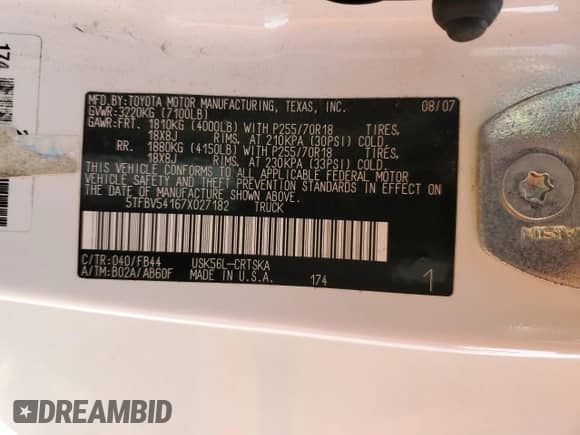 MFD.BY:TOYOTA MOTOR MANUFACTURING, TEXAS, INC. 08/07
GVWR:3220KG (7100LB)
GAWR:FRT. 1810KG (4000LB) WITH P255/70R18 TIRES,
18X8J RIMS, AT 210KPA (30PSI) COLD
RR. 1880KG (4150LB) WITH P255/70R18 TIRES,
18X8J RIMS, AT 230KPA (33PSI) COLD.
THIS VEHICLE CONFORMS TO ALL APPLICABLE FEDERAL MOTOR
VEHICLE SAFETY AND THEFT PREVENTION STANDARDS IN EFFECT
ON THE DATE OF MANUFACTURE SHOWN ABOVE.
5TFBV54167X027182 TRUCK
C/TR:040/FB44 USK56L-CRTSKA
A/TM:B02A/AB60F MADE IN U.S.A. 174 1
174
DREAMBID